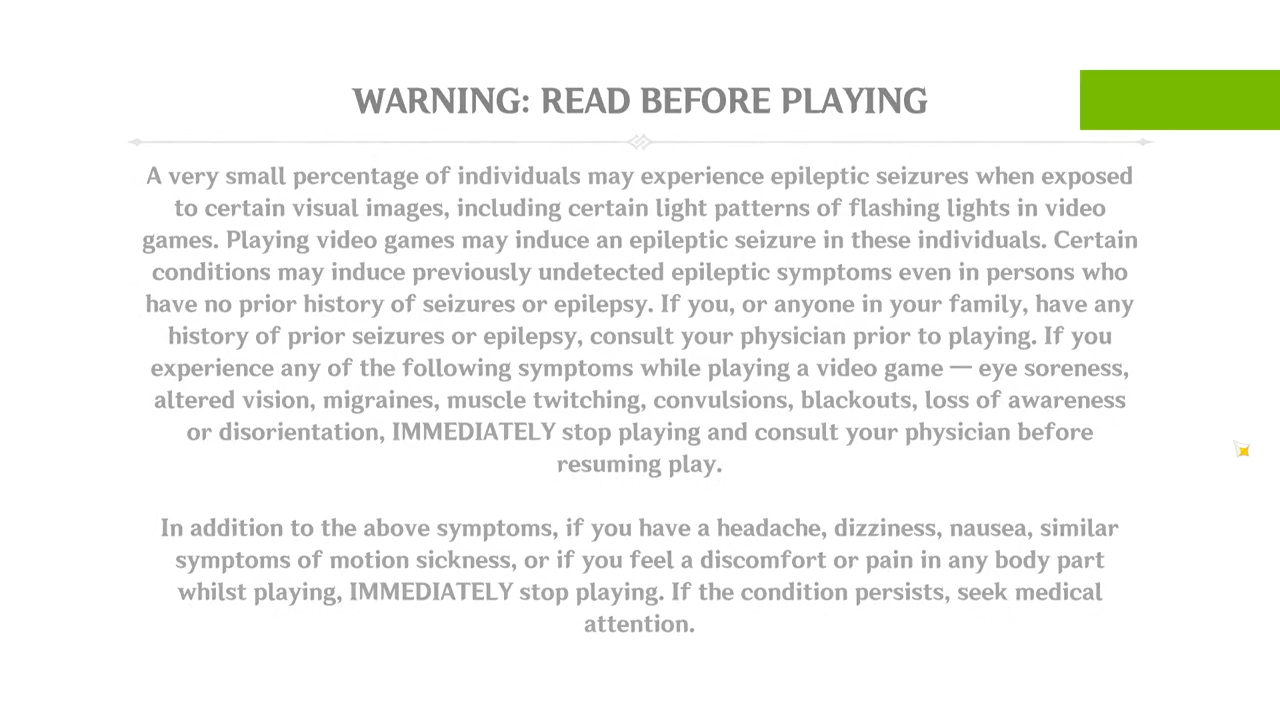 WARNING: READ BEFORE PLAYING
A very small percentage of individuals may experience epileptic seizures when exposed
to certain visual images, including certain light patterns of flashing lights in video
games. Playing video games may induce an epileptic seizure in these individuals. Certain
conditions may induce previously undetected epileptic symptoms even in persons who
have no prior history of seizures or epilepsy. If you, or anyone in your family, have any
history of prior seizures or epilepsy, consult your physician prior to playing. If you
experience any of the following symptoms while playing a video game — eye soreness,
altered vision, migraines, muscle twitching, convulsions, blackouts, loss of awareness
or disorientation, IMMEDIATELY stop playing and consult your physician before
resuming play.
In addition to the above symptoms, if you have a headache, dizziness, nausea, similar
symptoms of motion sickness, or if you feel a discomfort or pain in any body part
whilst playing, IMMEDIATELY stop playing. If the condition persists, seek medical
attention.